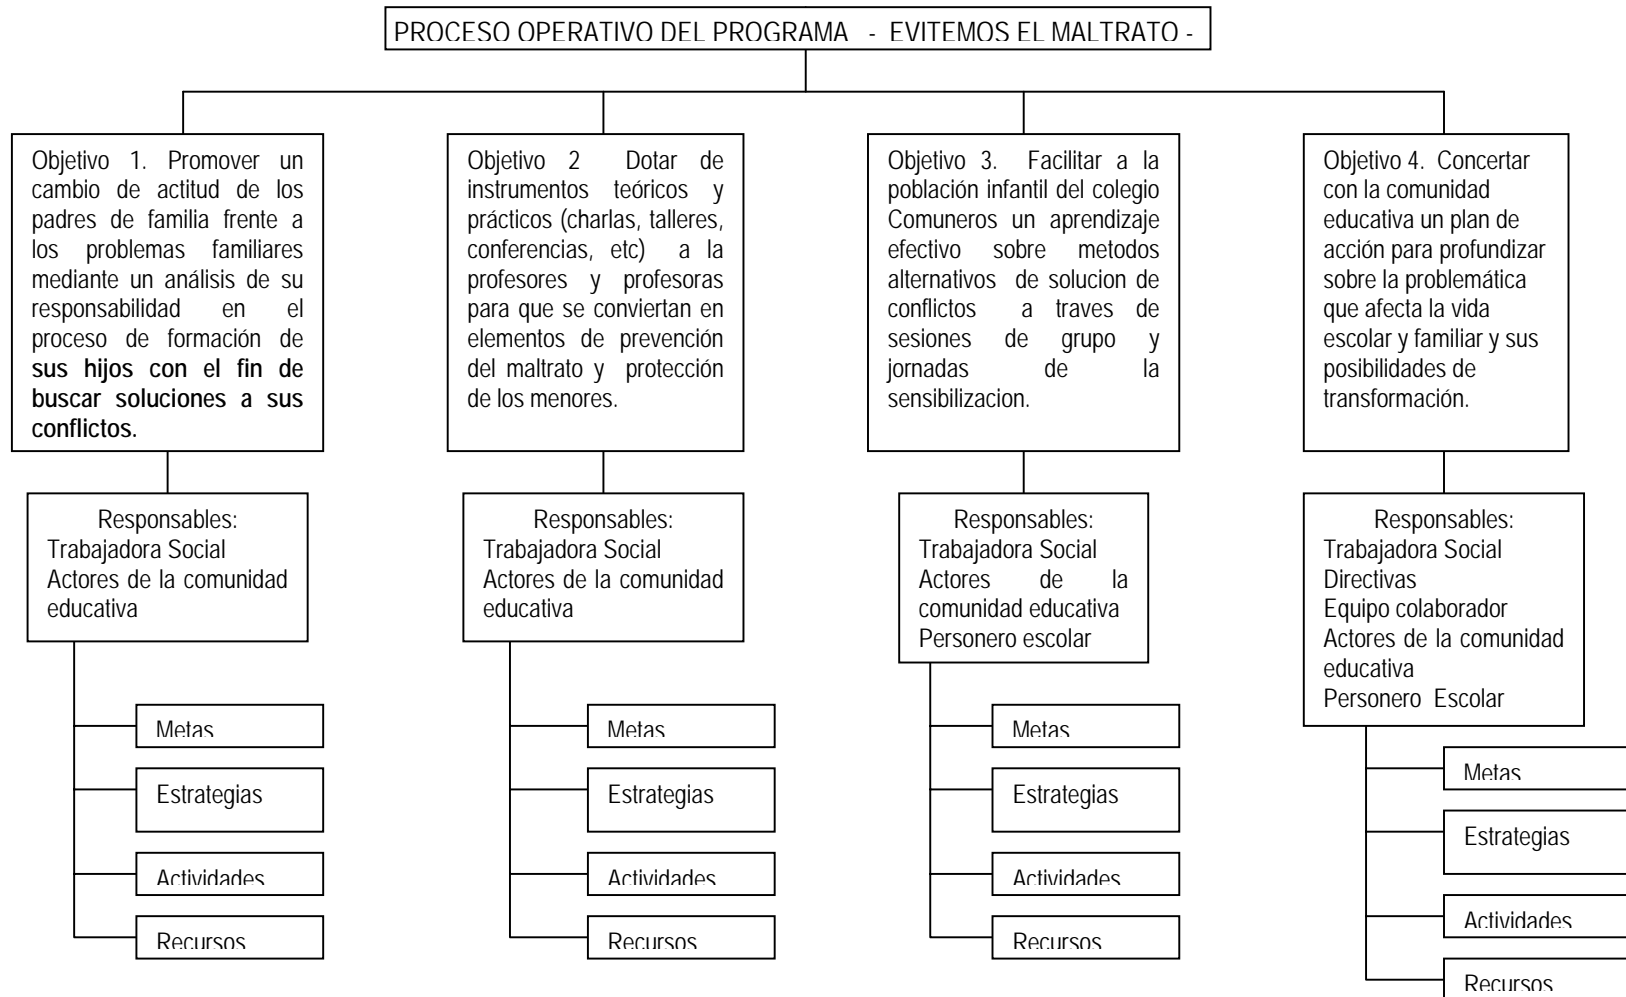 PROCESO OPERATIVO DEL PROGRAMA - EVITEMOS EL MALTRATO -
Objetivo 1. Promover un
cambio de actitud de los
padres de familia frente a
los problemas familiares
mediante un análisis de su
responsabilidad en el
proceso de formación de
sus hijos con el fin de
buscar soluciones a sus
conflictos.
Objetivo 2 Dotar de
instrumentos teóricos y
prácticos (charlas, talleres,
conferencias, etc) a la
profesores y profesoras
para que se conviertan en
elementos de prevención
del maltrato y protección
de los menores.
Objetivo 3. Facilitar a la
población infantil del colegio
Comuneros un aprendizaje
efectivo sobre metodos
alternativos de solucion de
conflictos a traves de
sesiones de grupo y
jornadas de la
sensibilizacion.
Objetivo 4. Concertar
con la comunidad
educativa un plan de
acción para profundizar
sobre la problemática
que afecta la vida
escolar y familiar y sus
posibilidades de
transformación.
Responsables:
Trabajadora Social
Actores de la comunidad
educativa
Responsables:
Trabajadora Social
Actores de la comunidad
educativa
Responsables:
Trabajadora Social
Actores de la
comunidad educativa
Personero escolar
Responsables:
Trabajadora Social
Directivas
Equipo colaborador
Actores de la comunidad
educativa
Personero Escolar
Metas
Estrategias
Actividades
Recursos
Metas
Estrategias
Actividades
Recursos
Metas
Estrategias
Actividades
Recursos
Metas
Estrategias
Actividades
Recursos